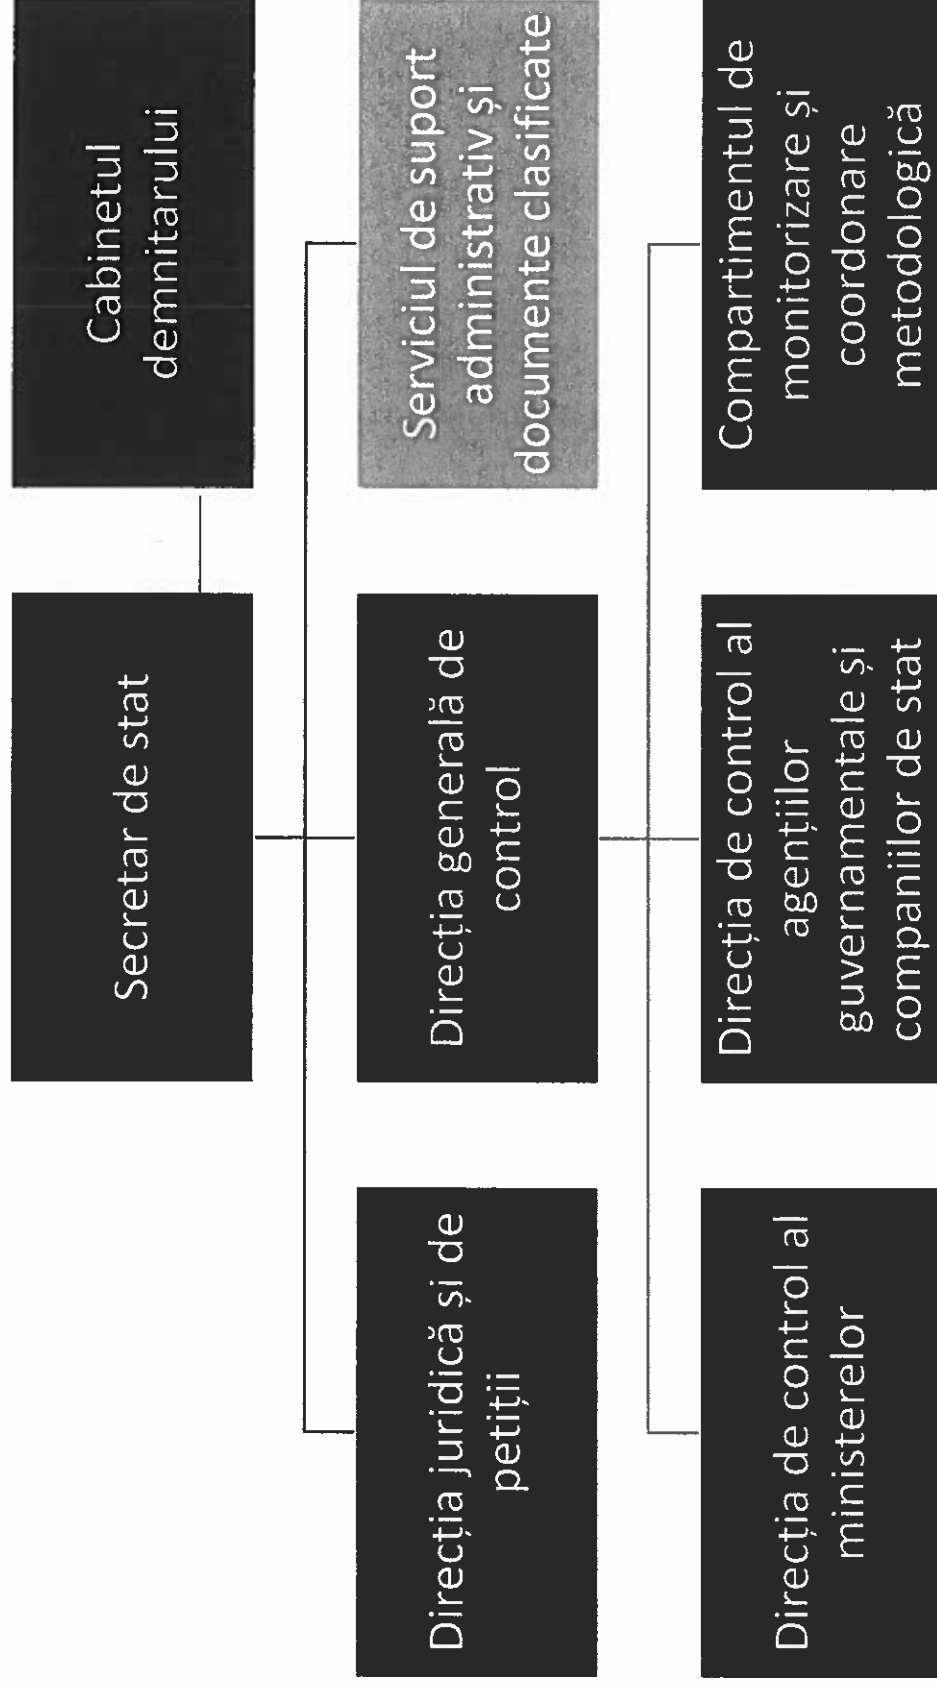 Secretar de stat
Cabinetul
demnitarului
Direcția juridică și de
petiții
Direcția generală de
control
Serviciul de suport
administrativ și
documente clasificate
Direcția de control al
ministerelor
Direcția de control al
agențiilor
guvernamentale și
companiilor de stat
Compartimentul de
monitorizare și
coordonare
metodologică